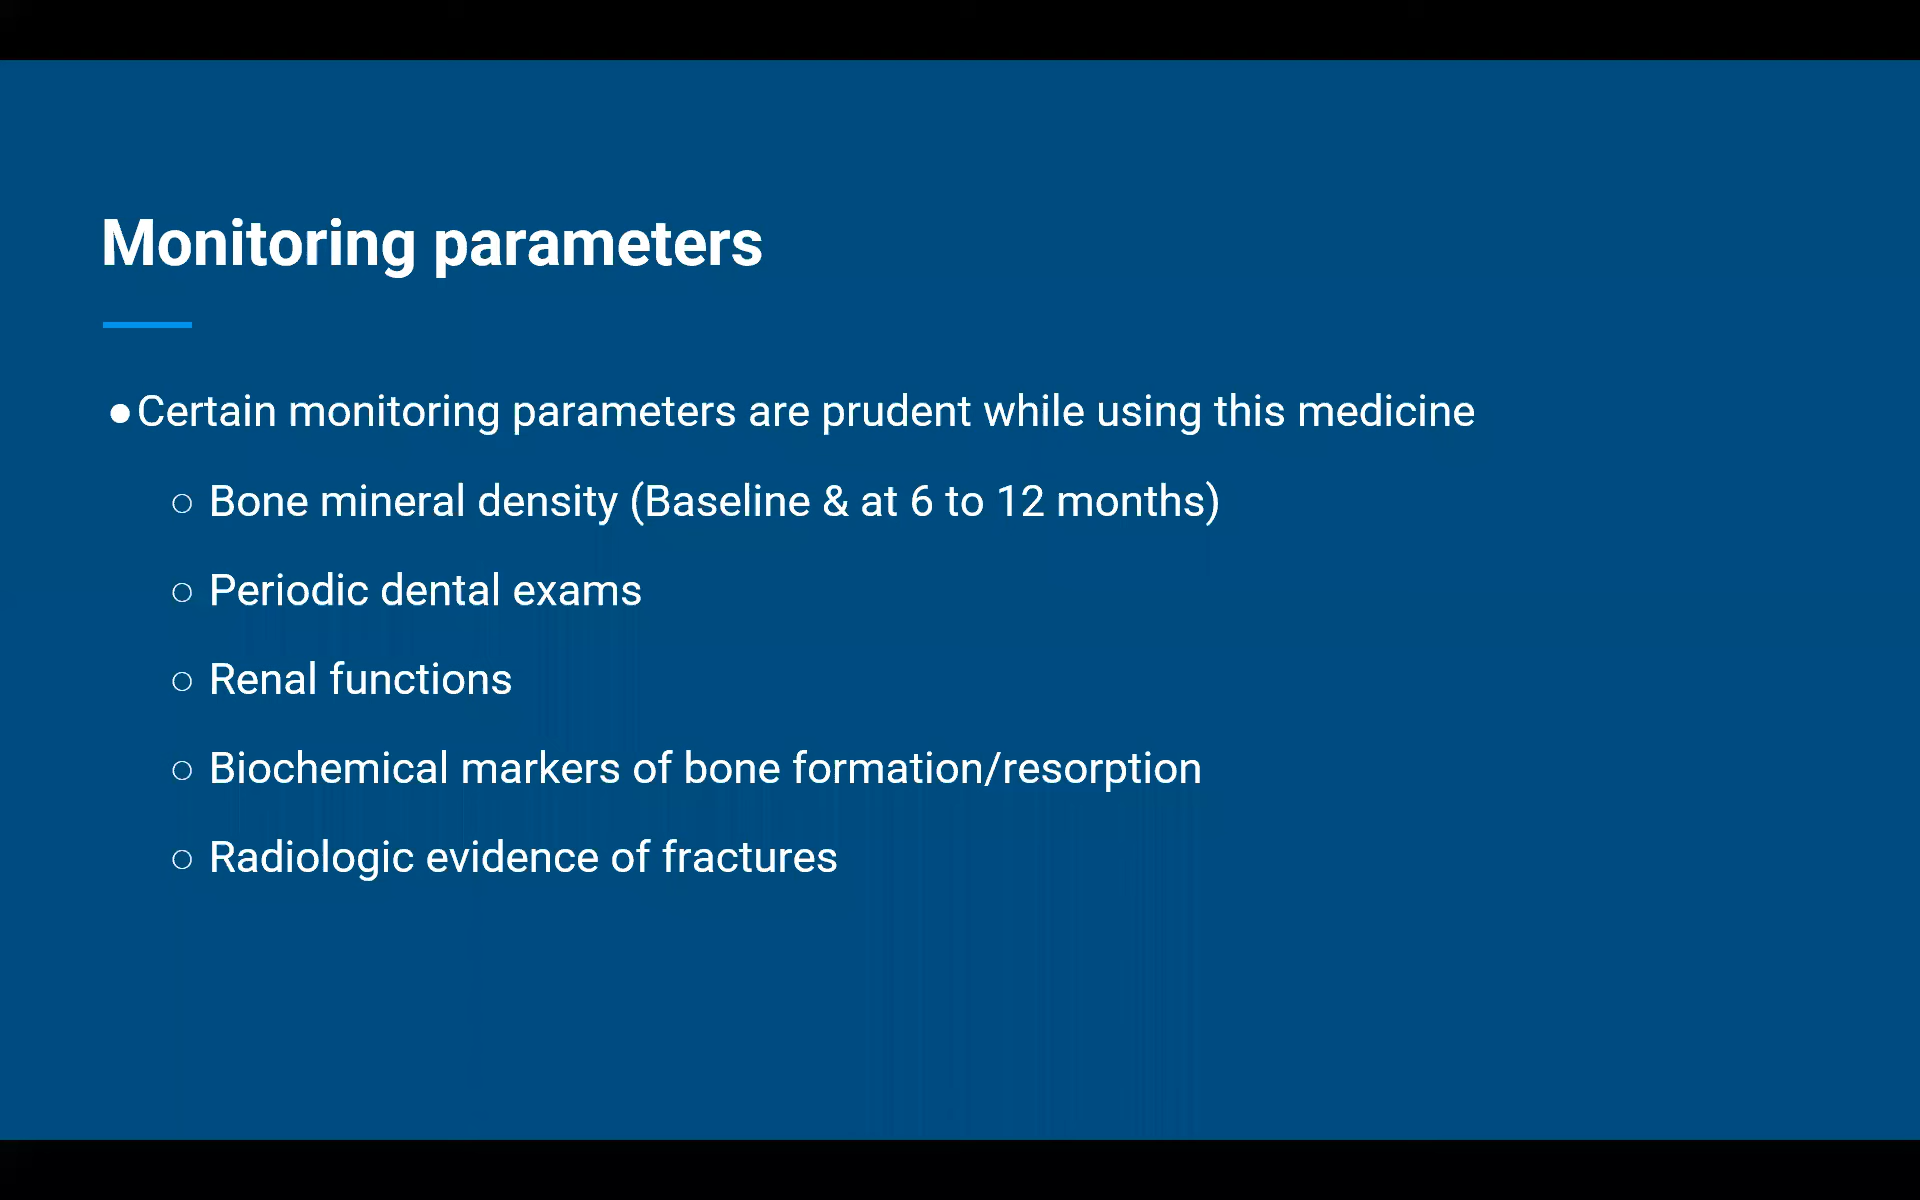 Monitoring parameters
●Certain monitoring parameters are prudent while using this medicine
○ Bone mineral density (Baseline & at 6 to 12 months)
○ Periodic dental exams
○ Renal functions
○ Biochemical markers of bone formation/resorption
○ Radiologic evidence of fractures